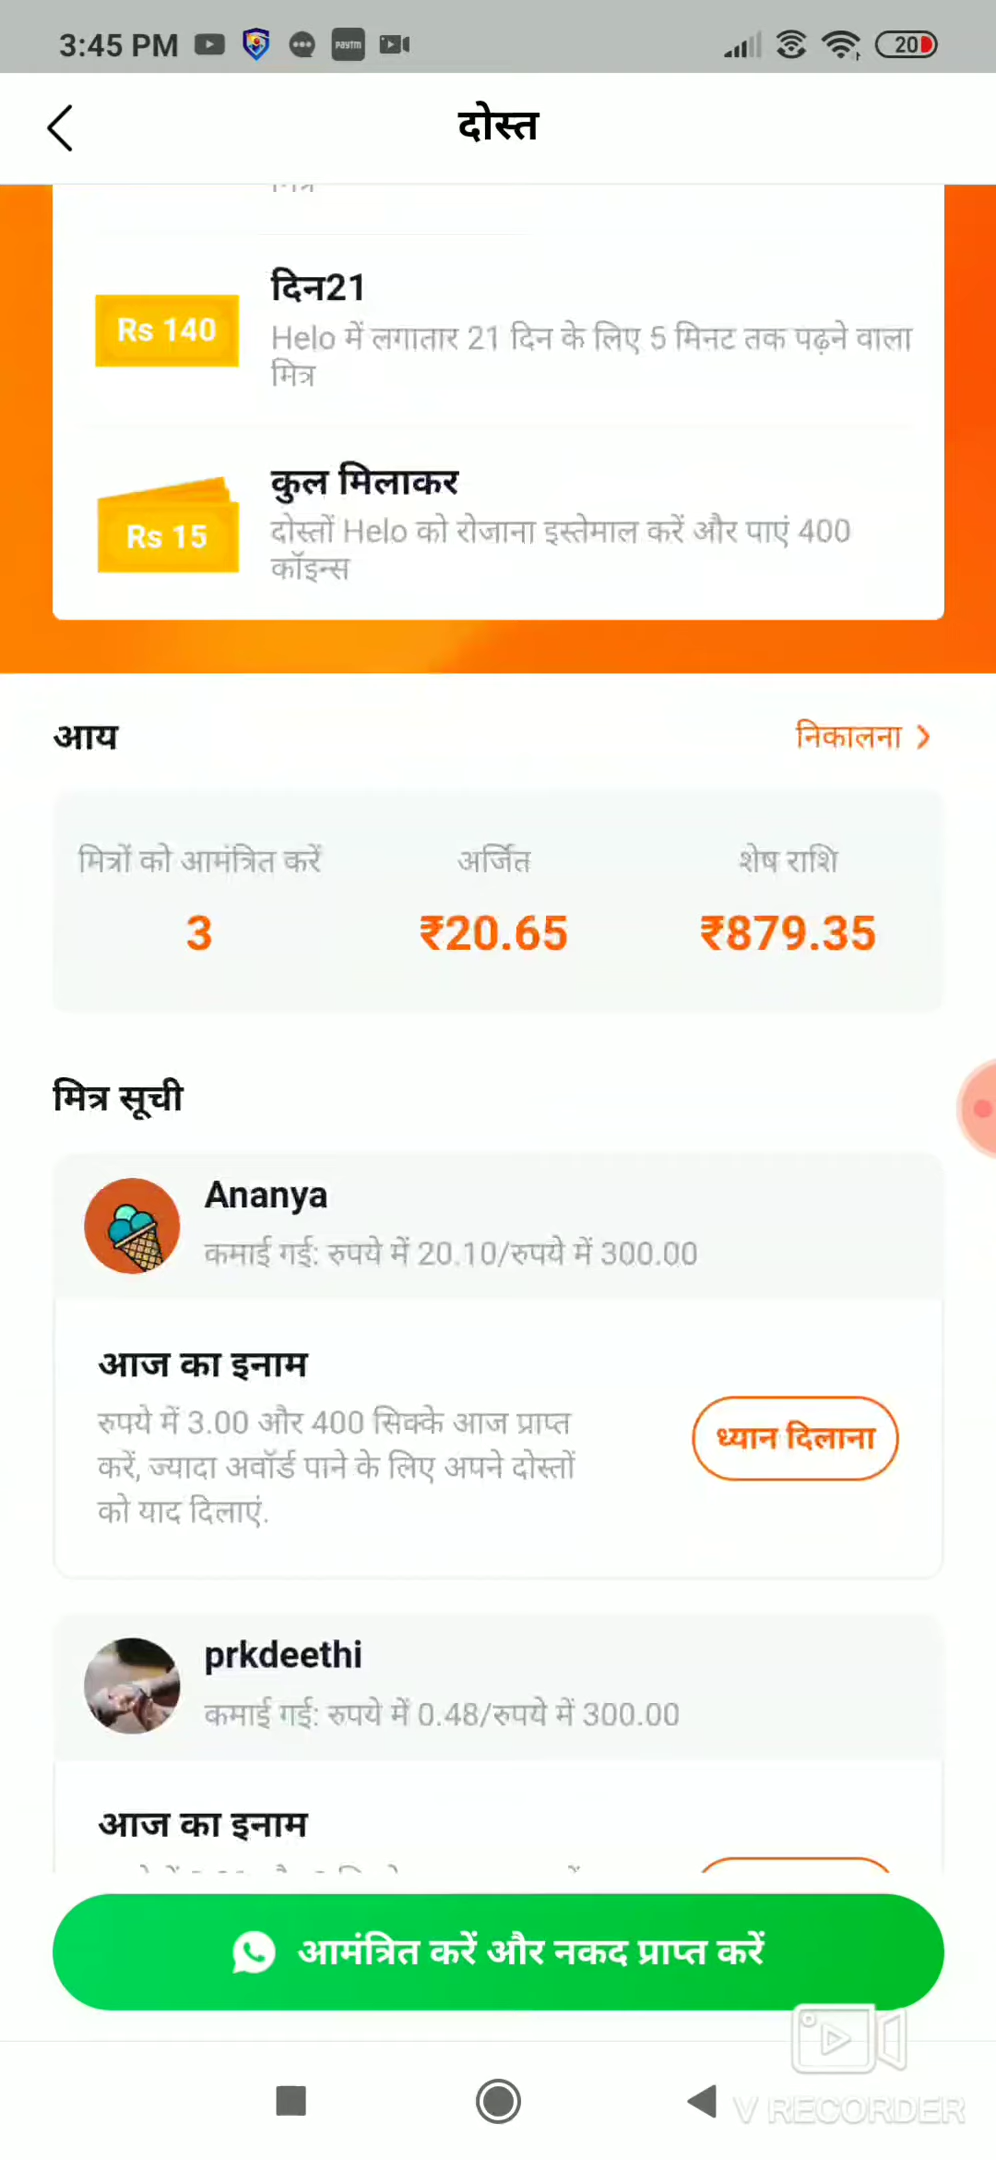 3:45 PM
paytm
20
दोस्त
मित्र
दिन21
Rs 140
Helo में लगातार 21 दिन के लिए 5 मिनट तक पढ़ने वाला
मित्र
कुल मिलाकर
Rs 15
दोस्तों Helo को रोजाना इस्तेमाल करें और पाएं 400
कॉइन्स
आय
निकालना
मित्रों को आमंत्रित करें
अर्जित
शेष राशि
3
₹20.65
₹879.35
मित्र सूची
Ananya
कमाई गई: रुपये में 20.10/रुपये में 300.00
आज का इनाम
रुपये में 3.00 और 400 सिक्के आज प्राप्त
करें, ज्यादा अवॉर्ड पाने के लिए अपने दोस्तों
को याद दिलाएं.
ध्यान दिलाना
prkdeethi
कमाई गई: रुपये में 0.48/रुपये में 300.00
आज का इनाम
आमंत्रित करें और नकद प्राप्त करें
V RECORDER